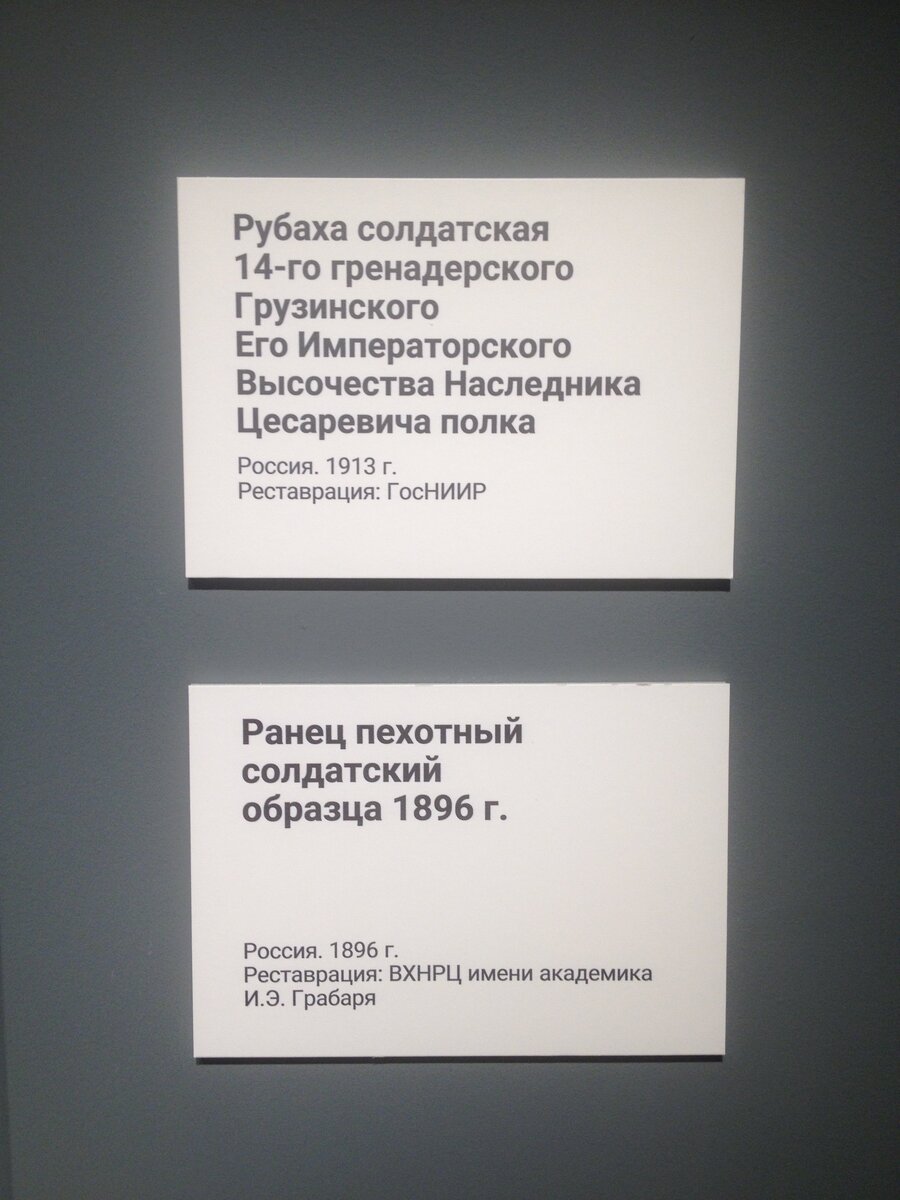 Рубаха солдатская
14-го гренадерского
Грузинского
Его Императорского
Высочества Наследника
Цесаревича полка
Россия. 1913 г.
Реставрация: ГосНИИР
Ранец пехотный
солдатский
образца 1896 г.
Россия. 1896 г.
Реставрация: ВХНРЦ имени академика
И.Э. Грабаря